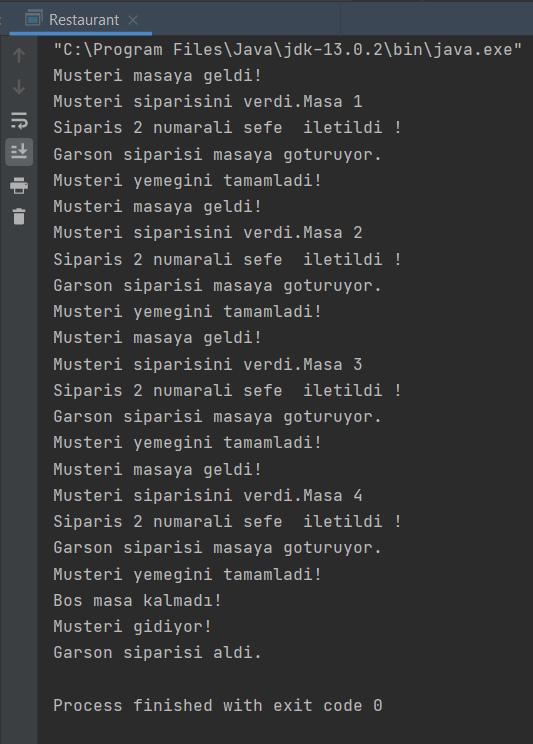 Restaurant
"C:\Program Files\Java\jdk-13.0.2\bin\java.exe"
Musteri masaya geldi!
Musteri siparisini verdi.Masa 1
Siparis 2 numarali sefe  iletildi !
Garson siparisi masaya goturuyor.
Musteri yemegini tamamladi!
Musteri masaya geldi!
Musteri siparisini verdi.Masa 2
Siparis 2 numarali sefe  iletildi !
Garson siparisi masaya goturuyor.
Musteri yemegini tamamladi!
Musteri masaya geldi!
Musteri siparisini verdi.Masa 3
Siparis 2 numarali sefe  iletildi !
Garson siparisi masaya goturuyor.
Musteri yemegini tamamladi!
Musteri masaya geldi!
Musteri siparisini verdi.Masa 4
Siparis 2 numarali sefe  iletildi !
Garson siparisi masaya goturuyor.
Musteri yemegini tamamladi!
Bos masa kalmadı!
Musteri gidiyor!
Garson siparisi aldi.
Process finished with exit code 0